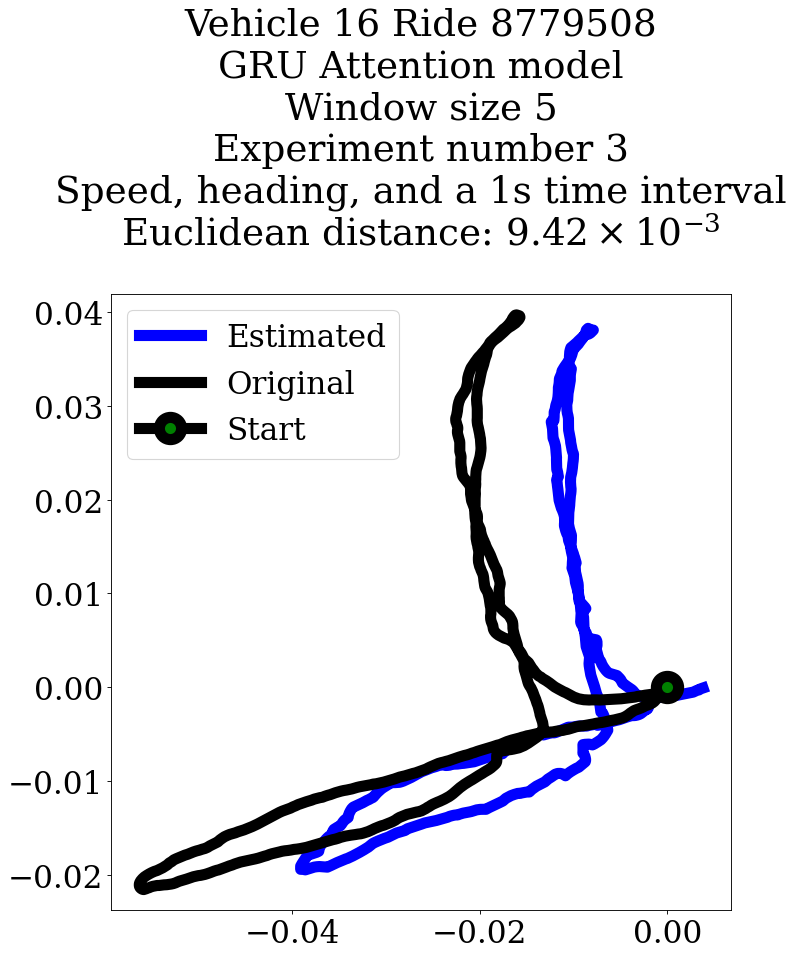 Vehicle 16 Ride 8779508
GRU Attention model
Window size 5
Experiment number 3
Speed, heading, and a 1s time interval
Euclidean distance: 9.42 × 10⁻³
Estimated
Original
Start
0.04
0.03
0.02
0.01
0.00
−0.01
−0.02
−0.04 −0.02 0.00